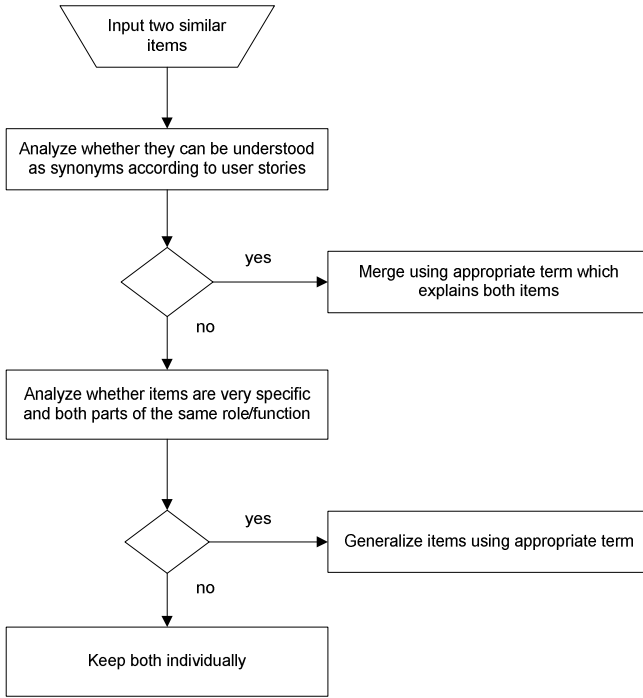 Input two similar
items
Analyze whether they can be understood
as synonyms according to user stories
yes
Merge using appropriate term which
explains both items
no
Analyze whether items are very specific
and both parts of the same role/function
yes
Generalize items using appropriate term
no
Keep both individually